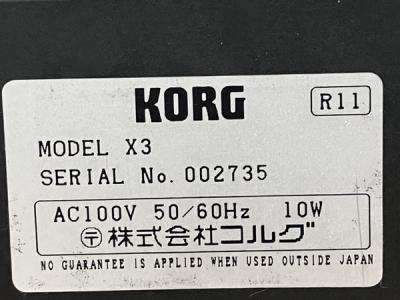 KORG
R11
MODEL X3
SERIAL No. 002735
AC100V 50/60Hz 10W
〒株式会社コルグ
NO GUARANTEE IS APPLIED WHEN USED OUTSIDE JAPAN